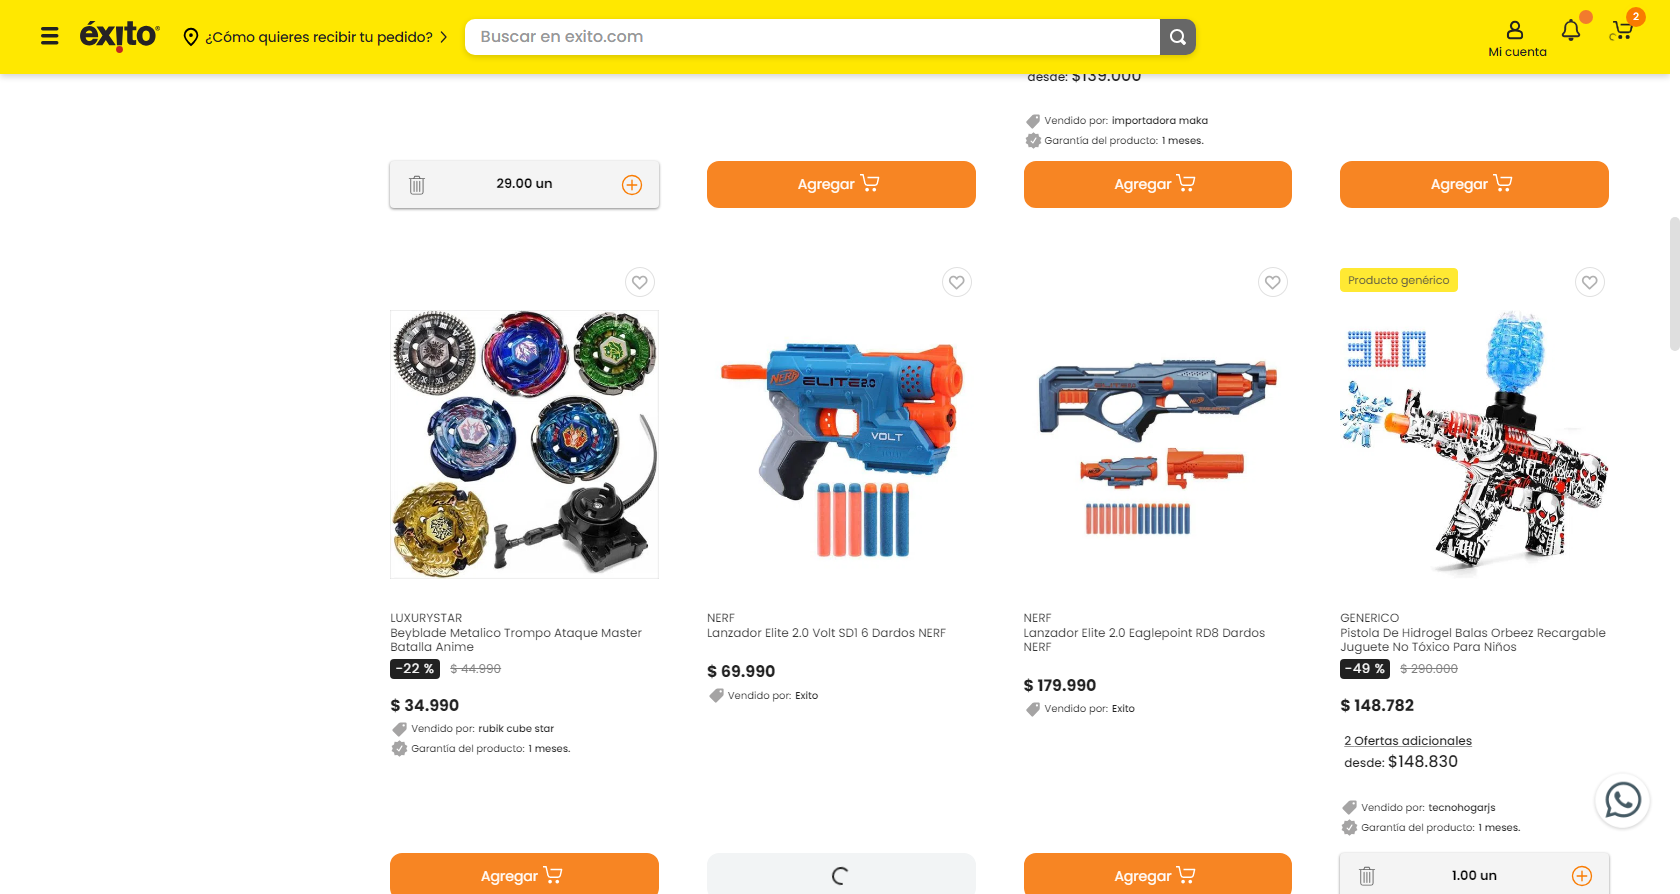 éxito
¿Cómo quieres recibir tu pedido?
Buscar en exito.com
Mi cuenta
2
desde: $139.000
Vendido por: importadora maka
Garantía del producto: 1 meses.
29.00 un
Agregar
Agregar
Agregar
Producto genérico
NERF
ELITE 2.0
VOLT
300
LUXURYSTAR
Beyblade Metalico Trompo Ataque Master
Batalla Anime
-22 %
$ 44.990
$ 34.990
Vendido por: rubik cube star
Garantía del producto: 1 meses.
NERF
Lanzador Elite 2.0 Volt SD1 6 Dardos NERF
$ 69.990
Vendido por: Exito
NERF
Lanzador Elite 2.0 Eaglepoint RD8 Dardos
NERF
$ 179.990
Vendido por: Exito
GENERICO
Pistola De Hidrogel Balas Orbeez Recargable
Juguete No Tóxico Para Niños
-49 %
$ 290.000
$ 148.782
2 Ofertas adicionales
desde: $148.830
Vendido por: tecnohogarjs
Garantía del producto: 1 meses.
Agregar
Agregar
1.00 un